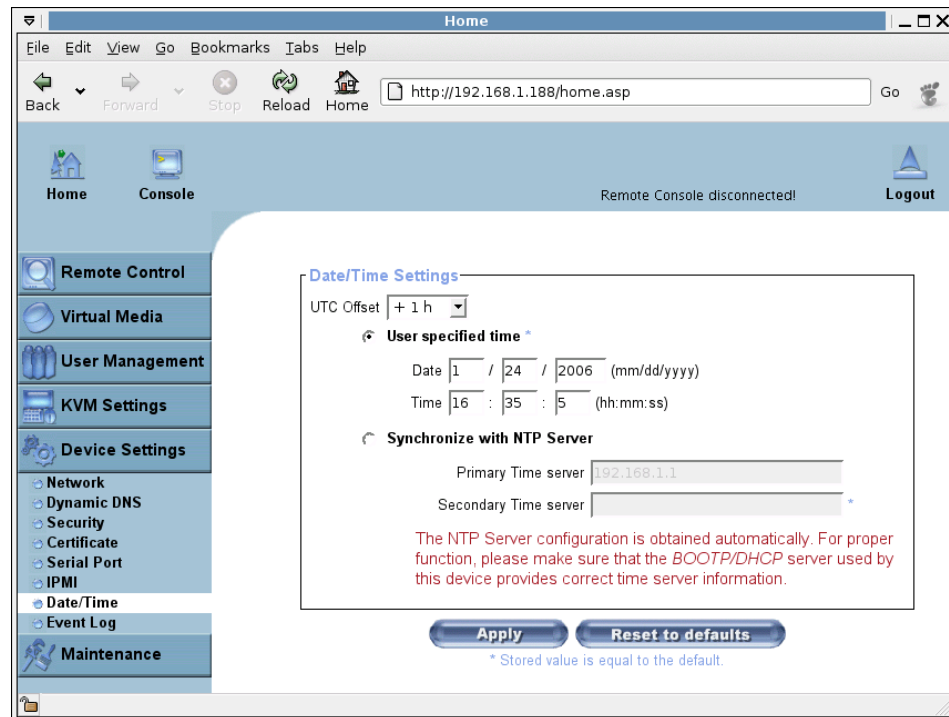 Home
File Edit View Go Bookmarks Tabs Help
Back Forward Stop Reload Home http://192.168.1.188/home.asp Go
Home Console Remote Console disconnected! Logout
Remote Control
Virtual Media
User Management
KVM Settings
Device Settings
Network
Dynamic DNS
Security
Certificate
Serial Port
IPMI
Date/Time
Event Log
Maintenance
Date/Time Settings
UTC Offset + 1 h
User specified time *
Date 1 / 24 / 2006 (mm/dd/yyyy)
Time 16 : 35 : 5 (hh:mm:ss)
Synchronize with NTP Server
Primary Time server 192.168.1.1
Secondary Time server *
The NTP Server configuration is obtained automatically. For proper
function, please make sure that the BOOTP/DHCP server used by
this device provides correct time server information.
Apply Reset to defaults
* Stored value is equal to the default.